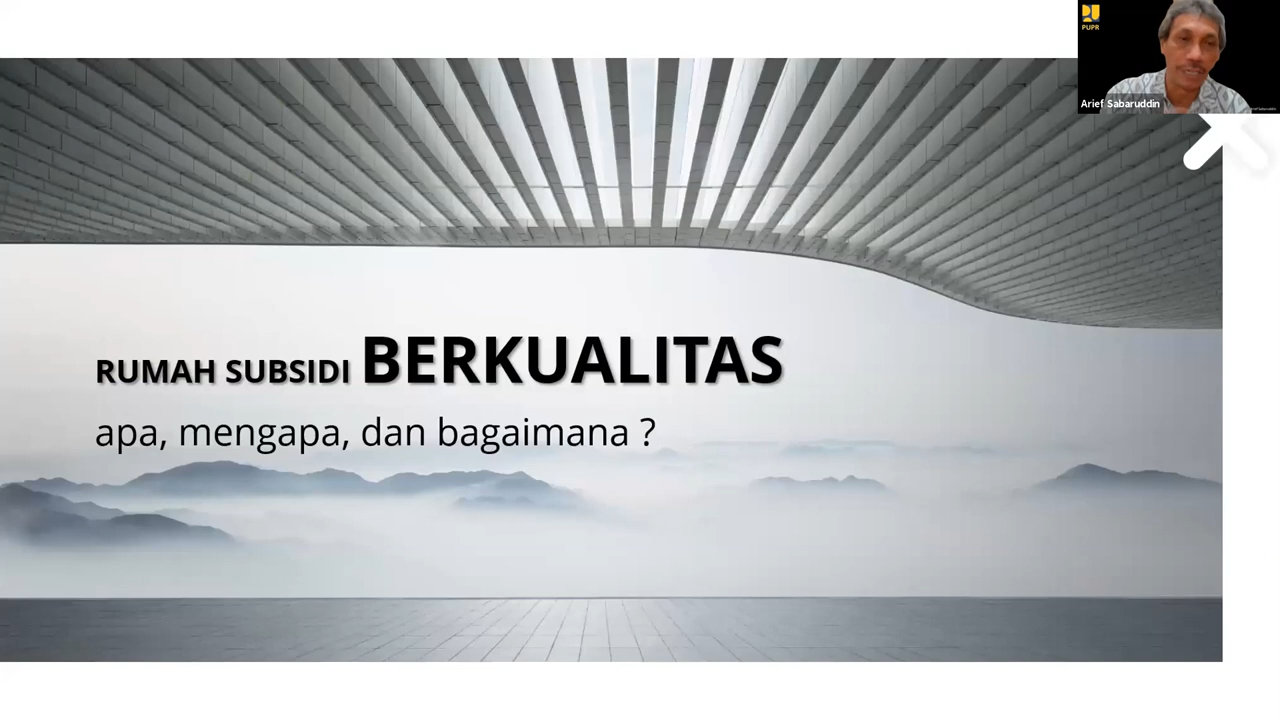 PUPR
Arief Sabaruddin
RUMAH SUBSIDI BERKUALITAS
apa, mengapa, dan bagaimana ?